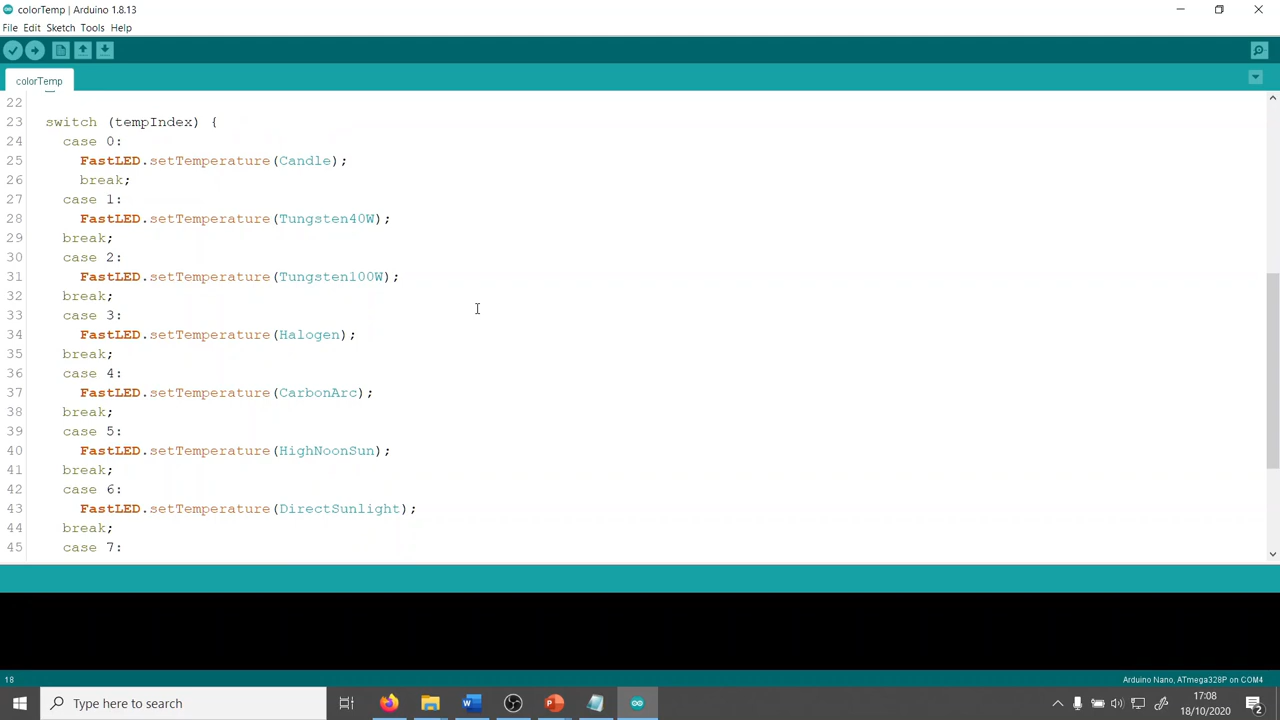 colorTemp | Arduino 1.8.13
File Edit Sketch Tools Help
colorTemp
22
23 switch (tempIndex) {
24 case 0:
25 FastLED.setTemperature(Candle);
26 break;
27 case 1:
28 FastLED.setTemperature(Tungsten40W);
29 break;
30 case 2:
31 FastLED.setTemperature(Tungsten100W);
32 break;
33 case 3:
34 FastLED.setTemperature(Halogen);
35 break;
36 case 4:
37 FastLED.setTemperature(CarbonArc);
38 break;
39 case 5:
40 FastLED.setTemperature(HighNoonSun);
41 break;
42 case 6:
43 FastLED.setTemperature(DirectSunlight);
44 break;
45 case 7:
18 Arduino Nano, ATmega328P on COM4
Type here to search
17:08
18/10/2020
2